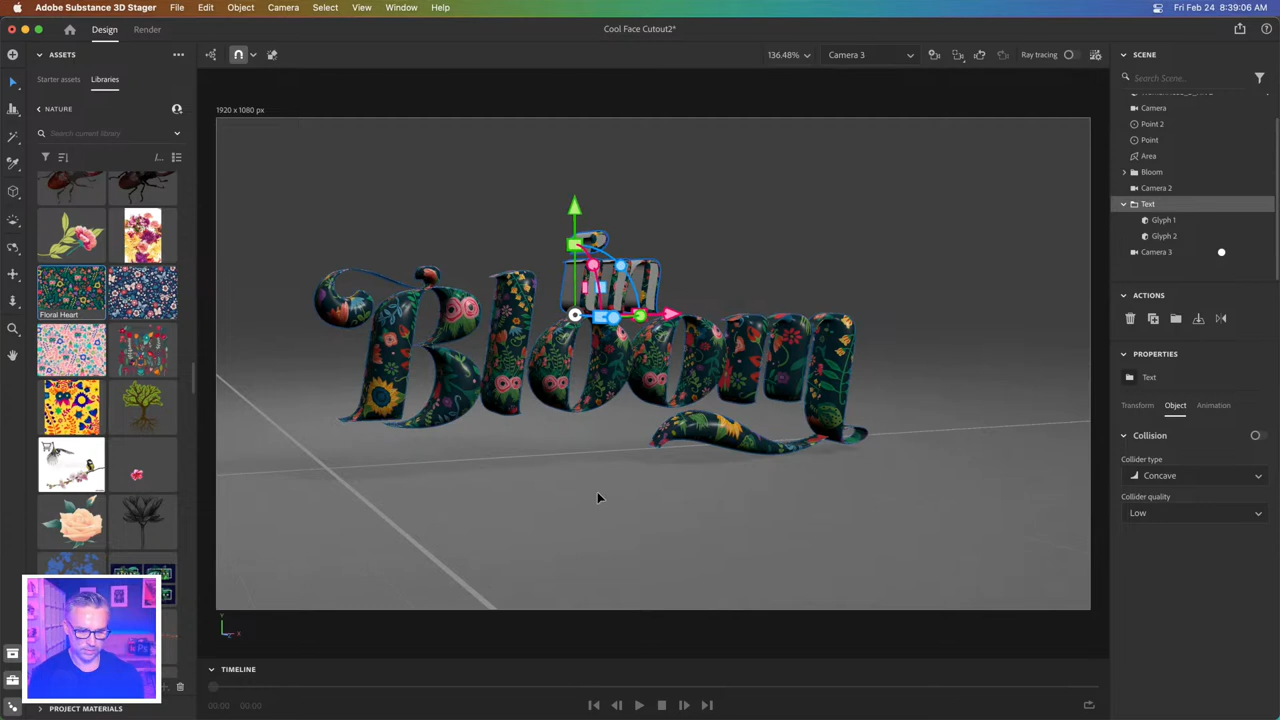 Adobe Substance 3D Stager File Edit Object Camera Select View Window Help
Fri Feb 24 8:39:06 AM
Design Render
Cool Face Cutout2*
ASSETS
136.48%
Camera 3
Ray tracing
SCENE
Starter assets Libraries
Search Scene...
NATURE
1920 x 1080 px
Camera
Search current library
Point 2
Point
Area
Bloom
Camera 2
Text
Glyph 1
Glyph 2
Camera 3
Bloom
ACTIONS
Floral Heart
PROPERTIES
Text
Transform Object Animation
Collision
Collider type
Concave
Collider quality
Low
Y
X
Ps
TIMELINE
00:00 00:00
PROJECT MATERIALS